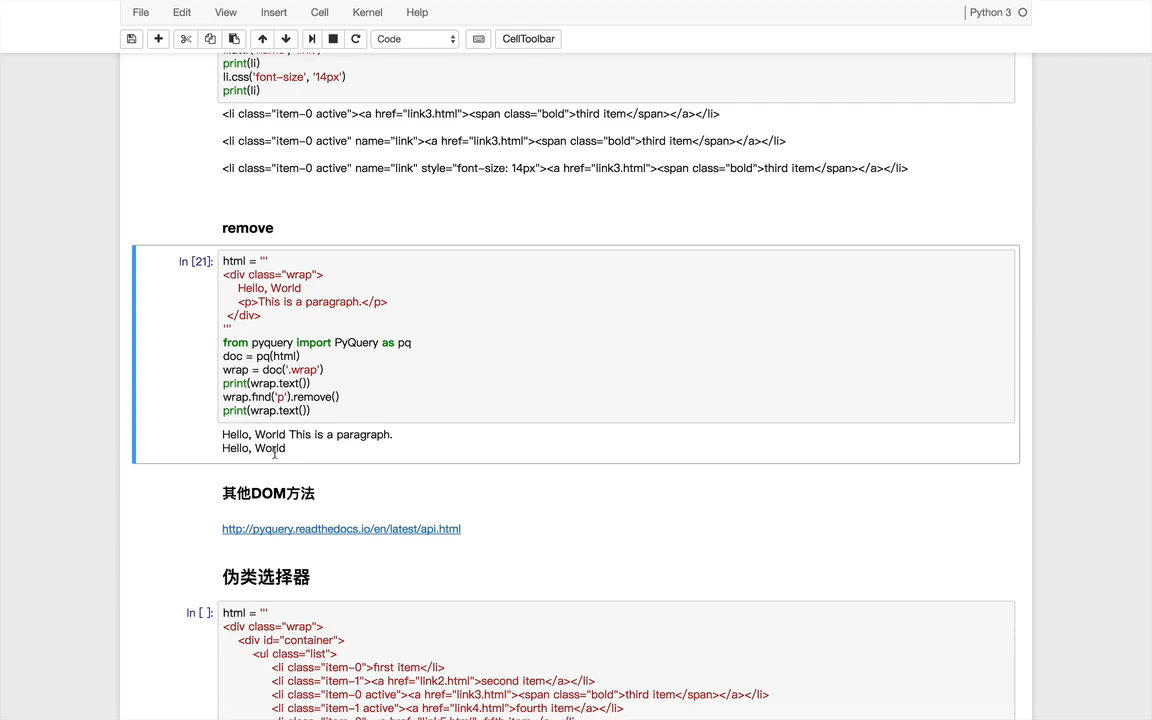 File Edit View Insert Cell Kernel Help Python 3
Code CellToolbar
print(li)
li.css('font-size', '14px')
print(li)
<li class="item-0 active"><a href="link3.html"><span class="bold">third item</span></a></li>
<li class="item-0 active" name="link"><a href="link3.html"><span class="bold">third item</span></a></li>
<li class="item-0 active" name="link" style="font-size: 14px"><a href="link3.html"><span class="bold">third item</span></a></li>
remove
In [21]: html = '''
<div class="wrap">
Hello, World
<p>This is a paragraph.</p>
</div>
'''
from pyquery import PyQuery as pq
doc = pq(html)
wrap = doc('.wrap')
print(wrap.text())
wrap.find('p').remove()
print(wrap.text())
Hello, World This is a paragraph.
Hello, World
其他DOM方法
http://pyquery.readthedocs.io/en/latest/api.html
伪类选择器
In [ ]: html = '''
<div class="wrap">
<div id="container">
<ul class="list">
<li class="item-0">first item</li>
<li class="item-1"><a href="link2.html">second item</a></li>
<li class="item-0 active"><a href="link3.html"><span class="bold">third item</span></a></li>
<li class="item-1 active"><a href="link4.html">fourth item</a></li>